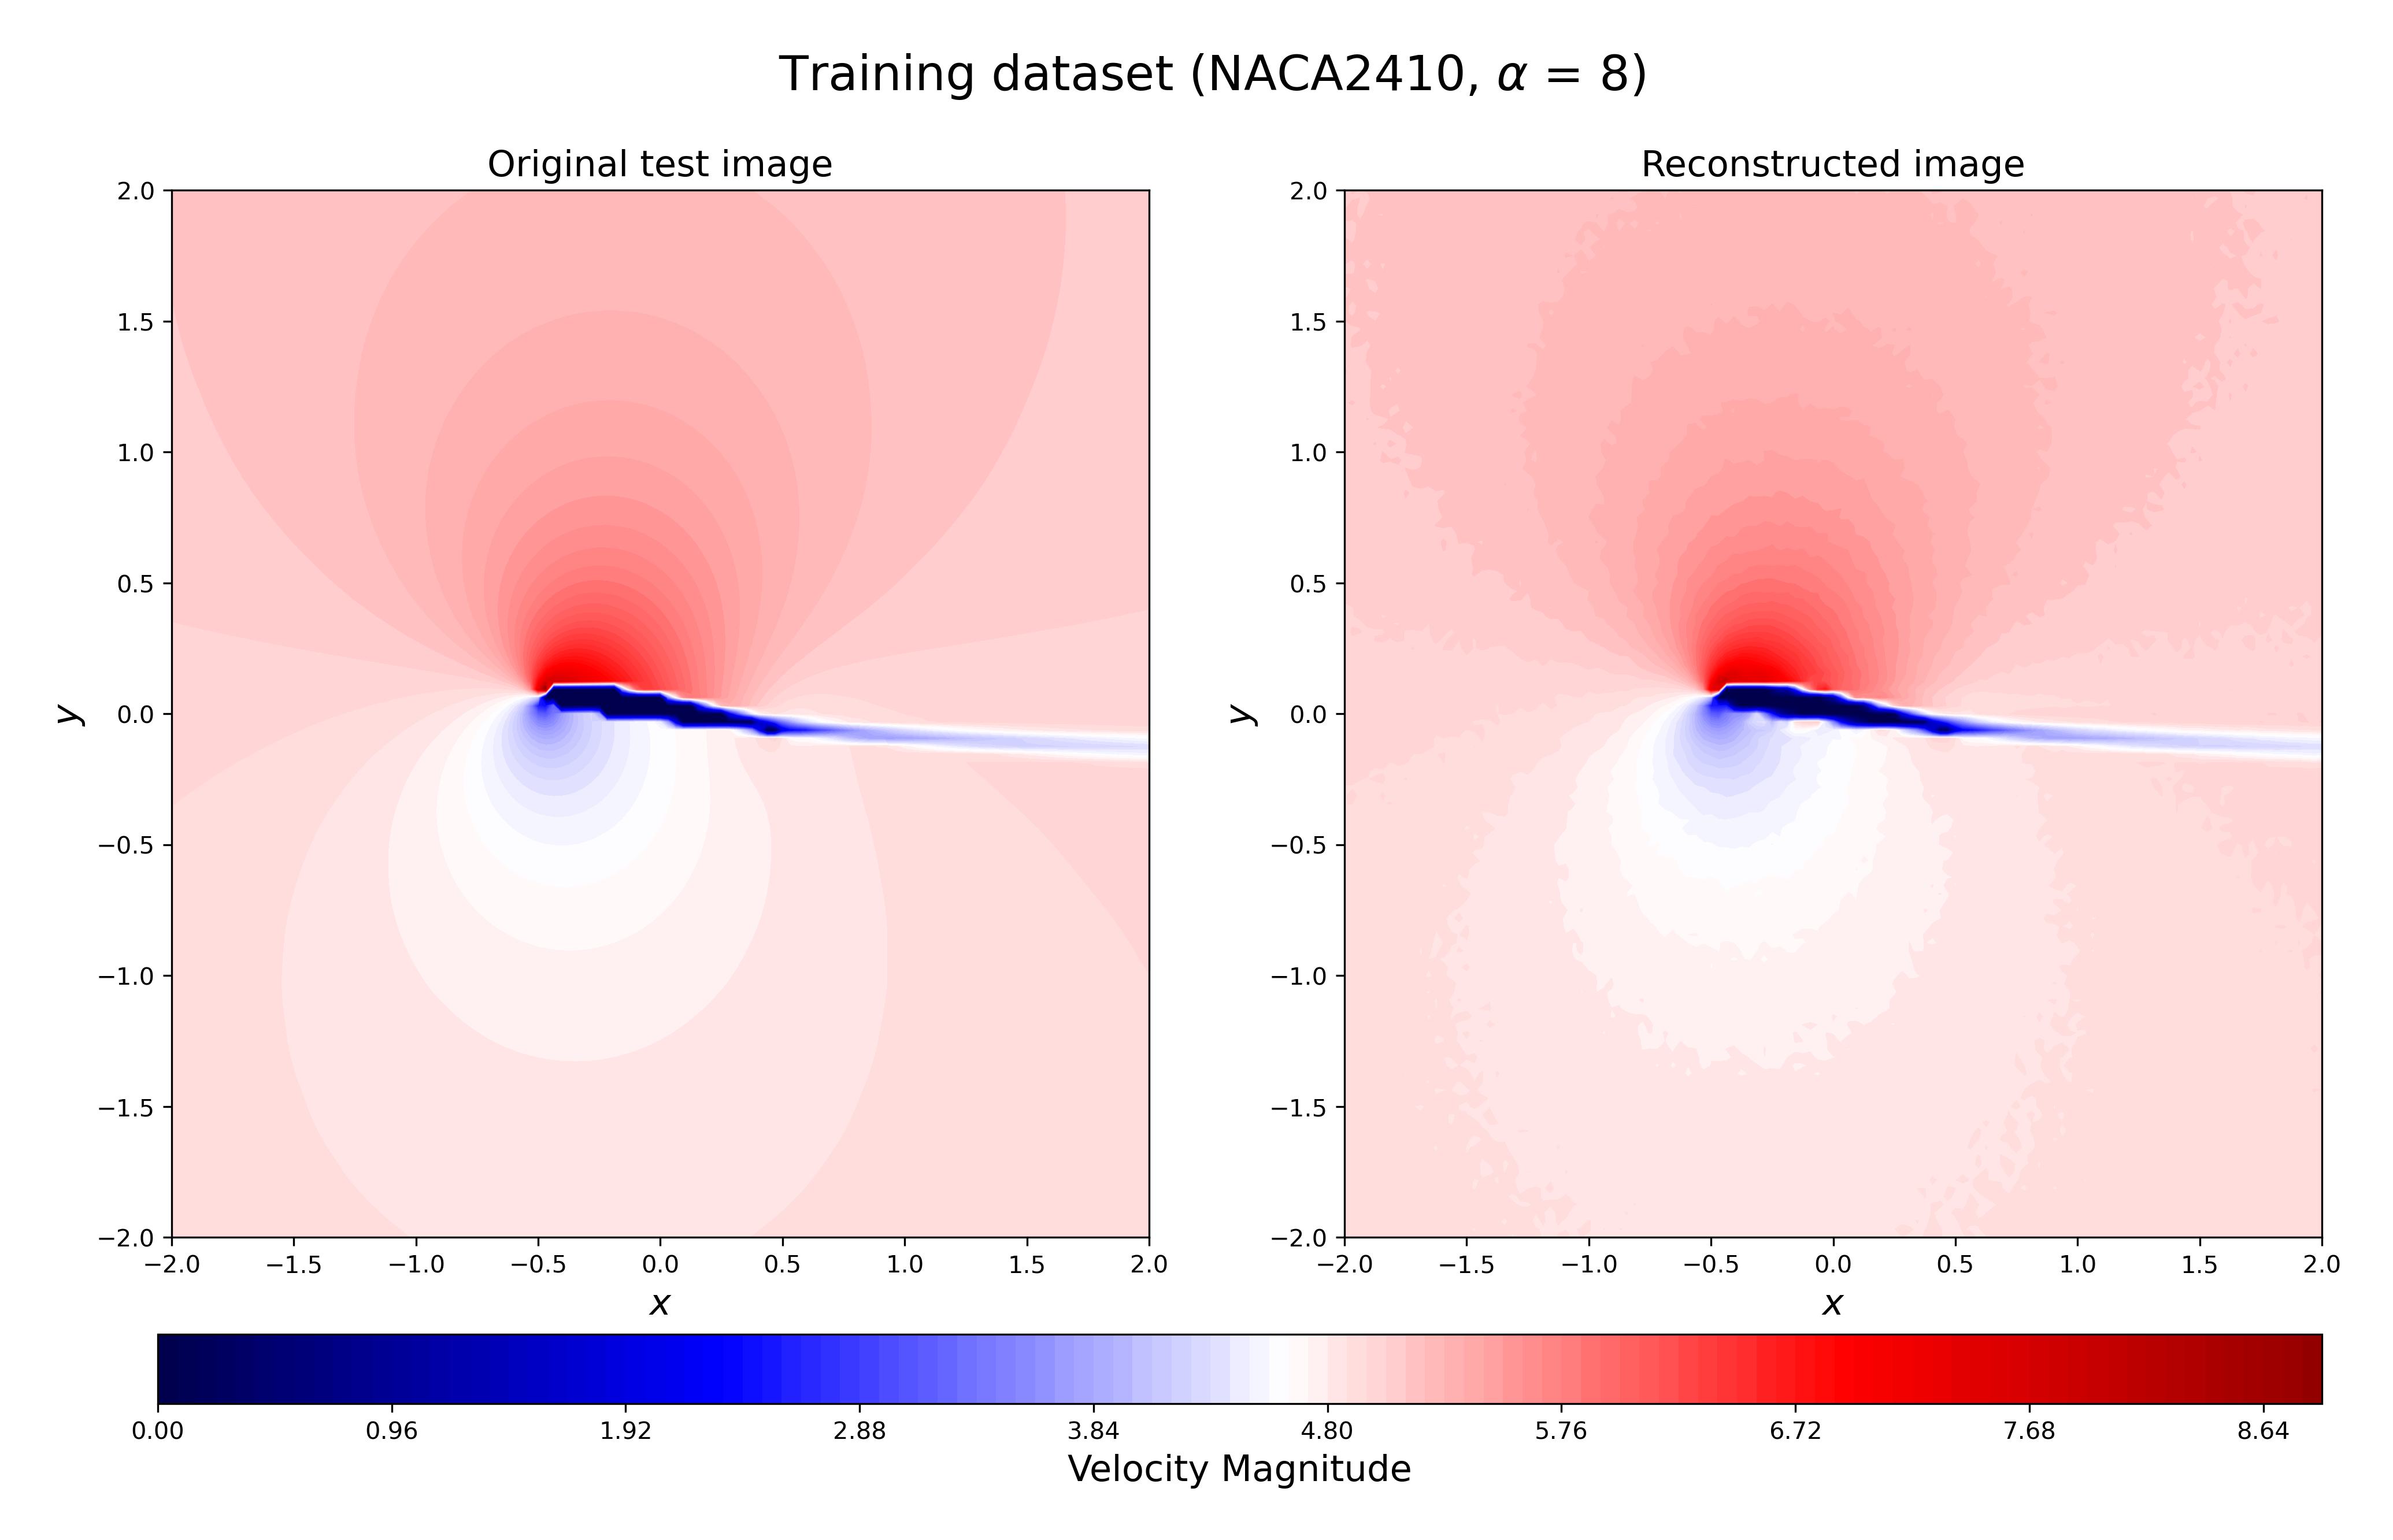 Training dataset (NACA2410, α = 8)
Original test image
2.0
1.5
1.0
0.5
0.0
−0.5
−1.0
−1.5
−2.0
y
−2.0 −1.5 −1.0 −0.5 0.0 0.5 1.0 1.5 2.0
x
Reconstructed image
2.0
1.5
1.0
0.5
0.0
−0.5
−1.0
−1.5
−2.0
y
−2.0 −1.5 −1.0 −0.5 0.0 0.5 1.0 1.5 2.0
x
0.00 0.96 1.92 2.88 3.84 4.80 5.76 6.72 7.68 8.64
Velocity Magnitude